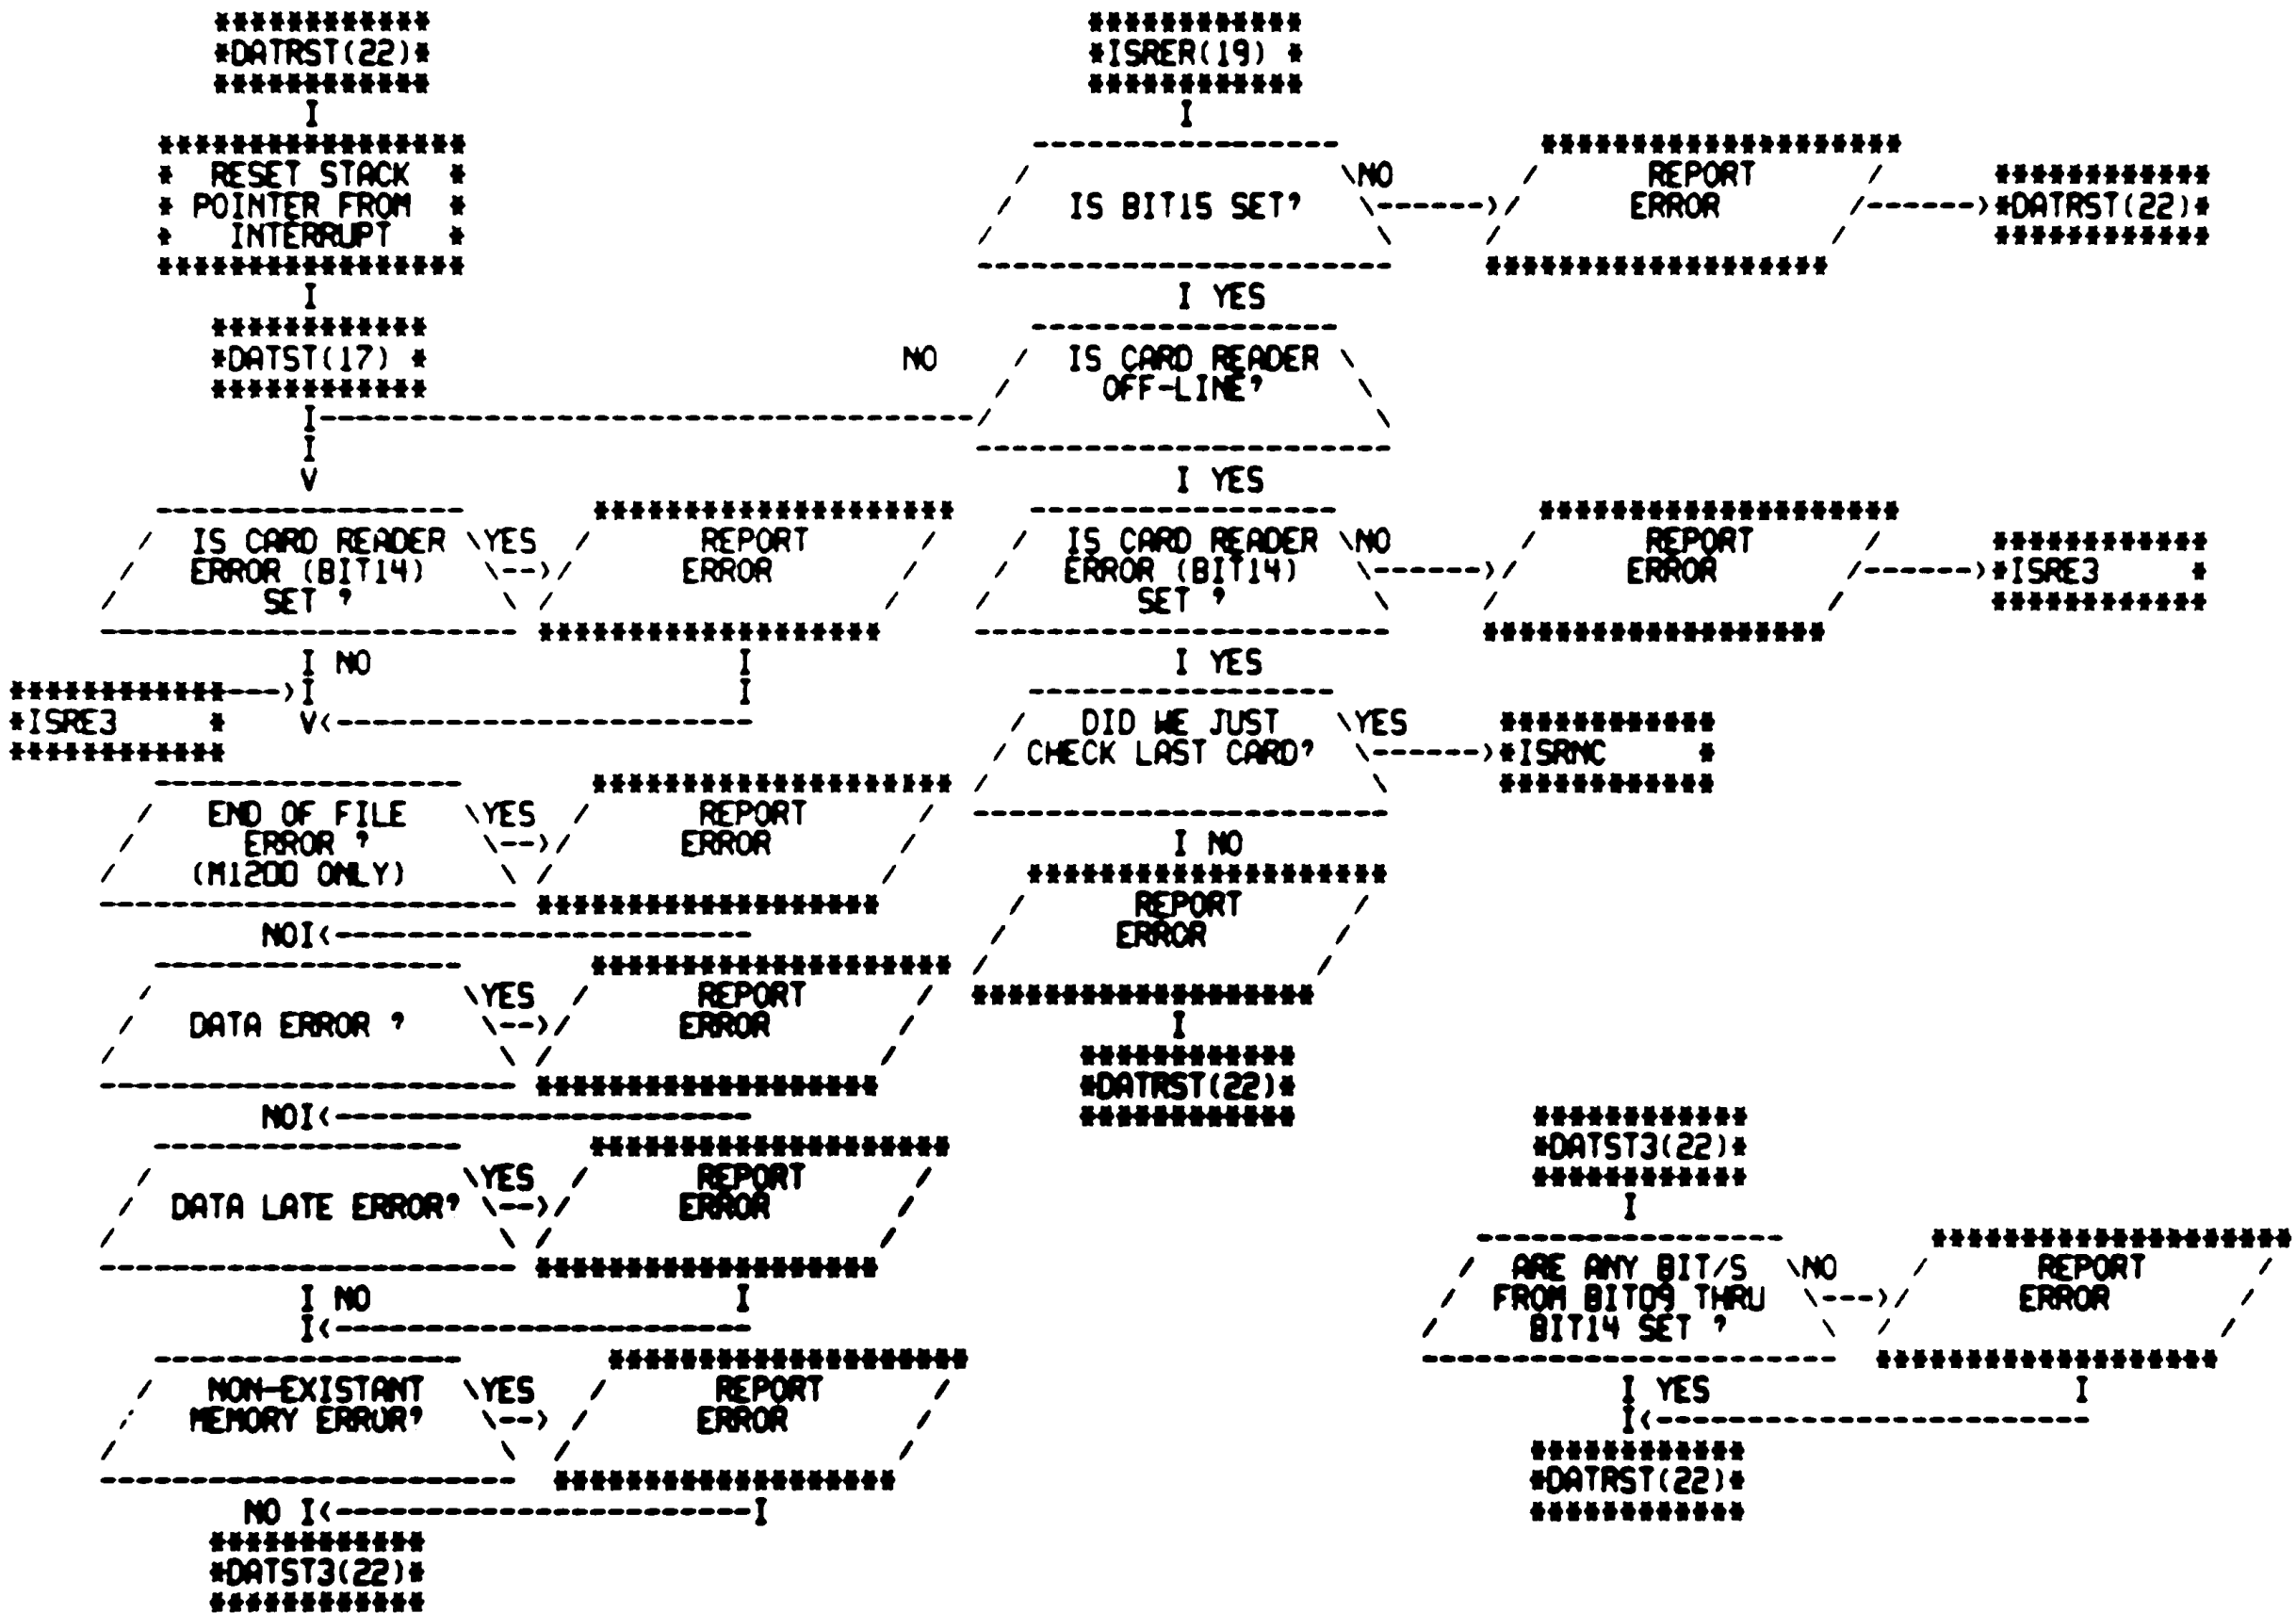 *DATRST(22)*
I
* RESET STACK *
* POINTER FROM *
* INTERRUPT *
I
*DATST(17) *
I
I
V
IS CARD READER YES
ERROR (BIT14) -->
SET ?
REPORT
ERROR
I NO
I
*ISRE3 *
--->I
I
V<
END OF FILE YES
ERROR ? -->
(M1200 ONLY)
REPORT
ERROR
NOI<
YES
DATA ERROR ? -->
REPORT
ERROR
NOI<
YES
DATA LATE ERROR? -->
REPORT
ERROR
I NO
I
I<
NON-EXISTANT YES
MEMORY ERROR? -->
REPORT
ERROR
NO I<
I
*DATST3(22)*
*ISRER(19) *
I
NO
IS BIT15 SET?
REPORT
ERROR
*DATRST(22)*
I YES
NO
IS CARD READER
OFF-LINE?
I YES
IS CARD READER NO
ERROR (BIT14)
SET ?
REPORT
ERROR
*ISRE3 *
I YES
DID WE JUST YES
CHECK LAST CARD?
*ISRNC *
I NO
REPORT
ERROR
I
*DATRST(22)*
*DATST3(22)*
I
ARE ANY BIT/S NO
FROM BIT09 THRU --->
BIT14 SET ?
REPORT
ERROR
I YES
I
I<
*DATRST(22)*